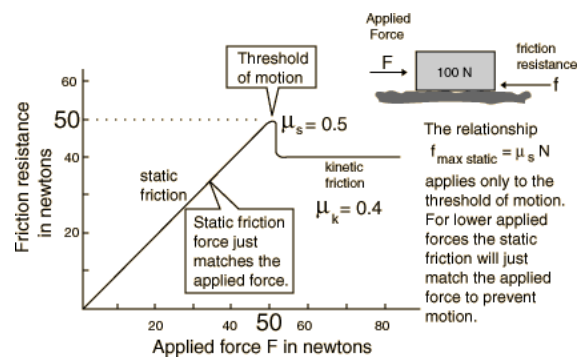 Applied
Force
F
100 N
friction
resistance
f
Threshold
of motion
μs = 0.5
60
50
40
20
static
friction
kinetic
friction
μk = 0.4
Static friction
force just
matches the
applied force.
Friction resistance
in newtons
20
40
50
60
80
Applied force F in newtons
The relationship
fmax static = μs N
applies only to the
threshold of motion.
For lower applied
forces the static
friction will just
match the applied
force to prevent
motion.